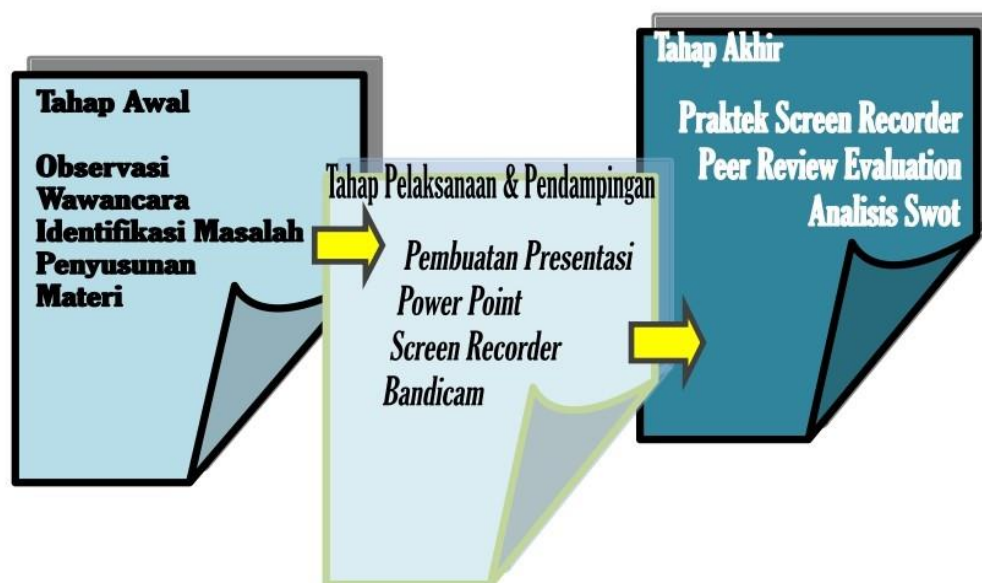 Tahap Awal
Observasi
Wawancara
Identifikasi Masalah
Penyusunan
Materi
Tahap Pelaksanaan & Pendampingan
Pembuatan Presentasi
Power Point
Screen Recorder
Bandicam
Tahap Akhir
Praktek Screen Recorder
Peer Review Evaluation
Analisis Swot